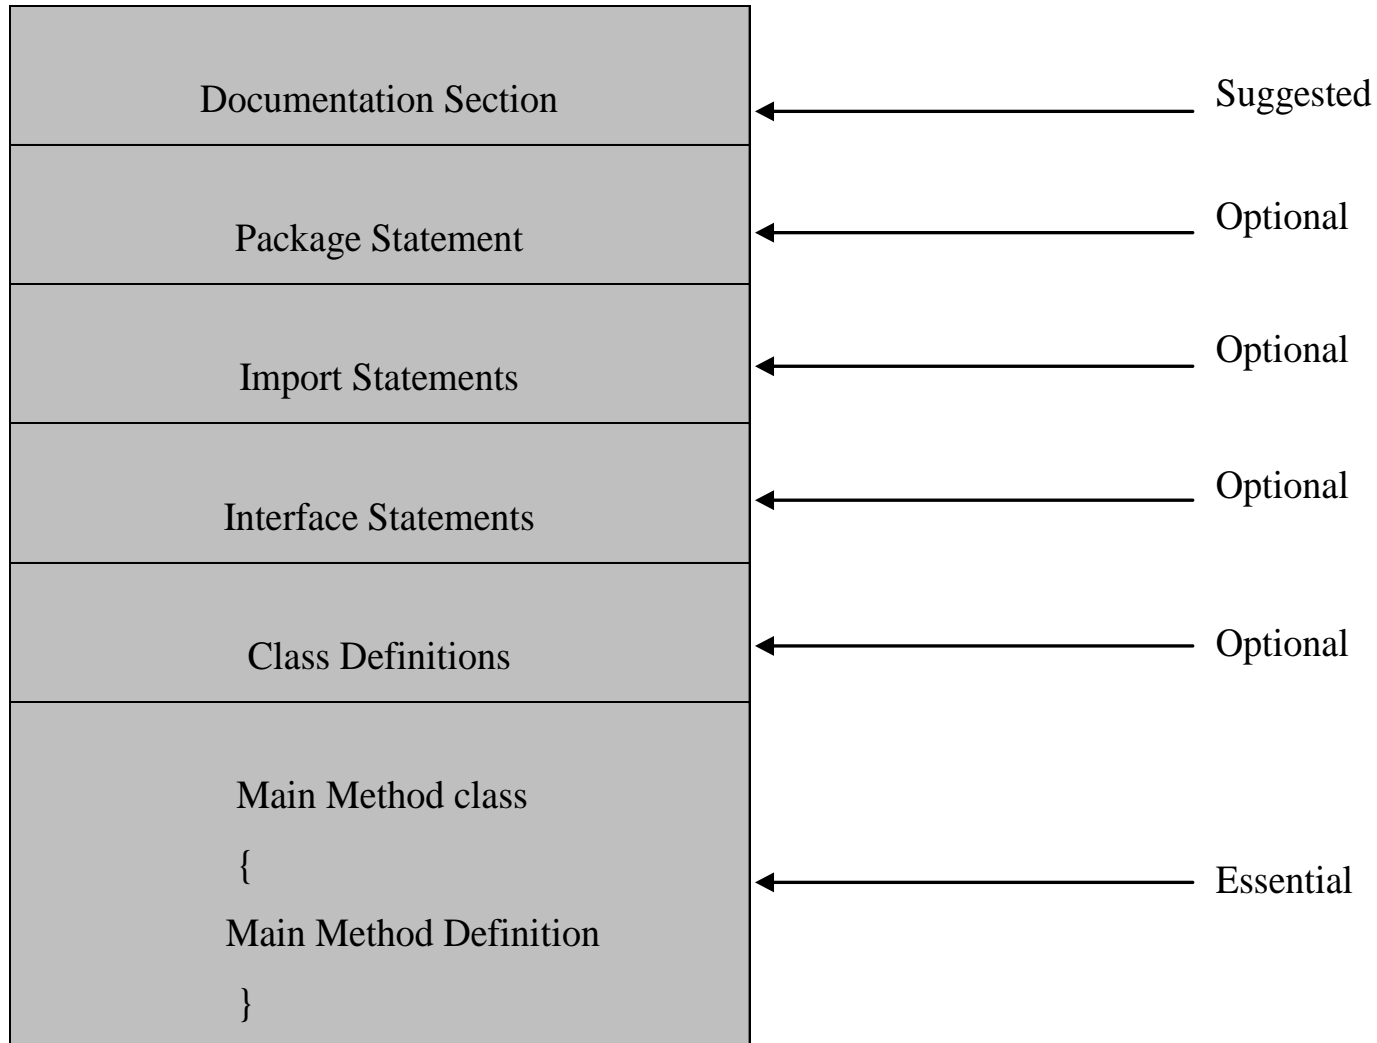 Documentation Section
Suggested
Package Statement
Optional
Import Statements
Optional
Interface Statements
Optional
Class Definitions
Optional
Main Method class
{
Main Method Definition
}
Essential